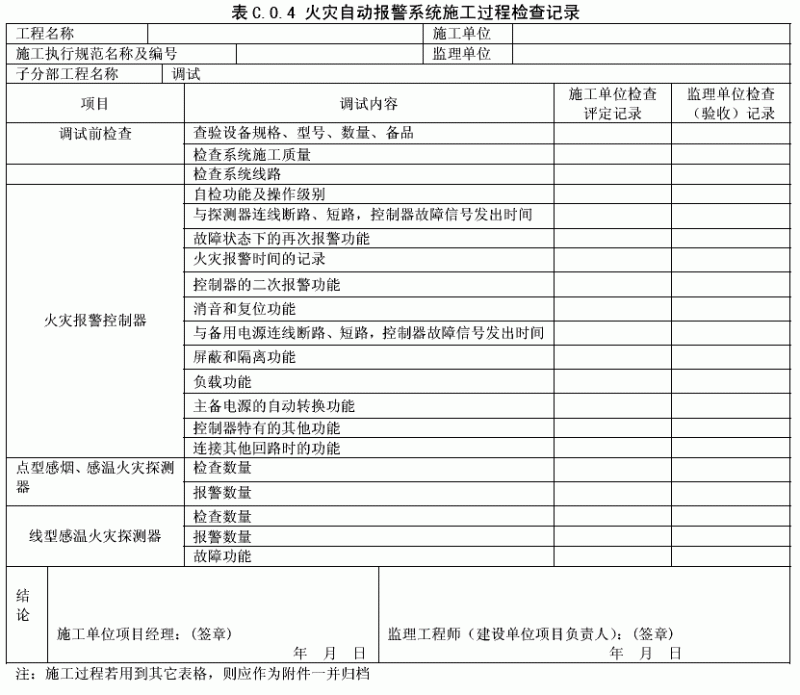 表C.0.4 火灾自动报警系统施工过程检查记录
工程名称 施工单位
施工执行规范名称及编号 监理单位
子分部工程名称 调试
项目 调试内容 施工单位检查评定记录 监理单位检查（验收）记录
调试前检查 查验设备规格、型号、数量、备品
检查系统施工质量
检查系统线路
火灾报警控制器
自检功能及操作级别
与探测器连线断路、短路，控制器故障信号发出时间
故障状态下的再次报警功能
火灾报警时间的记录
控制器的二次报警功能
消音和复位功能
与备用电源连线断路、短路，控制器故障信号发出时间
屏蔽和隔离功能
负载功能
主备电源的自动转换功能
控制器特有的其他功能
连接其他回路时的功能
点型感烟、感温火灾探测器
检查数量
报警数量
线型感温火灾探测器
检查数量
报警数量
故障功能
结论
施工单位项目经理：(签章)
年 月 日
监理工程师（建设单位项目负责人）：(签章)
年 月 日
注：施工过程若用到其它表格，则应作为附件一并归档